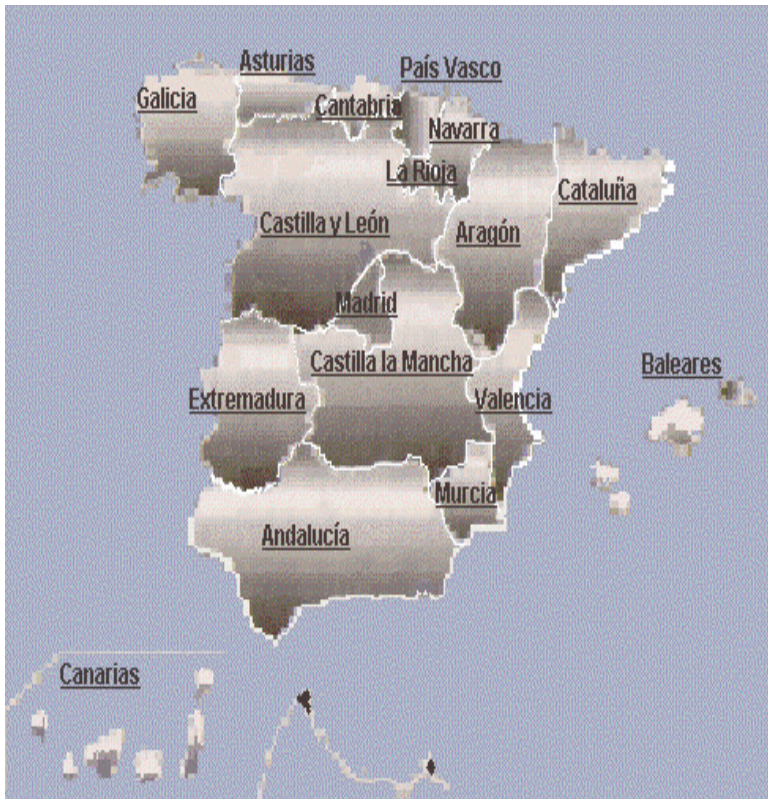 Asturias
País Vasco
Galicia
Cantabria
Navarra
La Rioja
Cataluña
Castilla y León
Aragón
Madrid
Castilla la Mancha
Baleares
Extremadura
Valencia
Murcia
Andalucía
Canarias